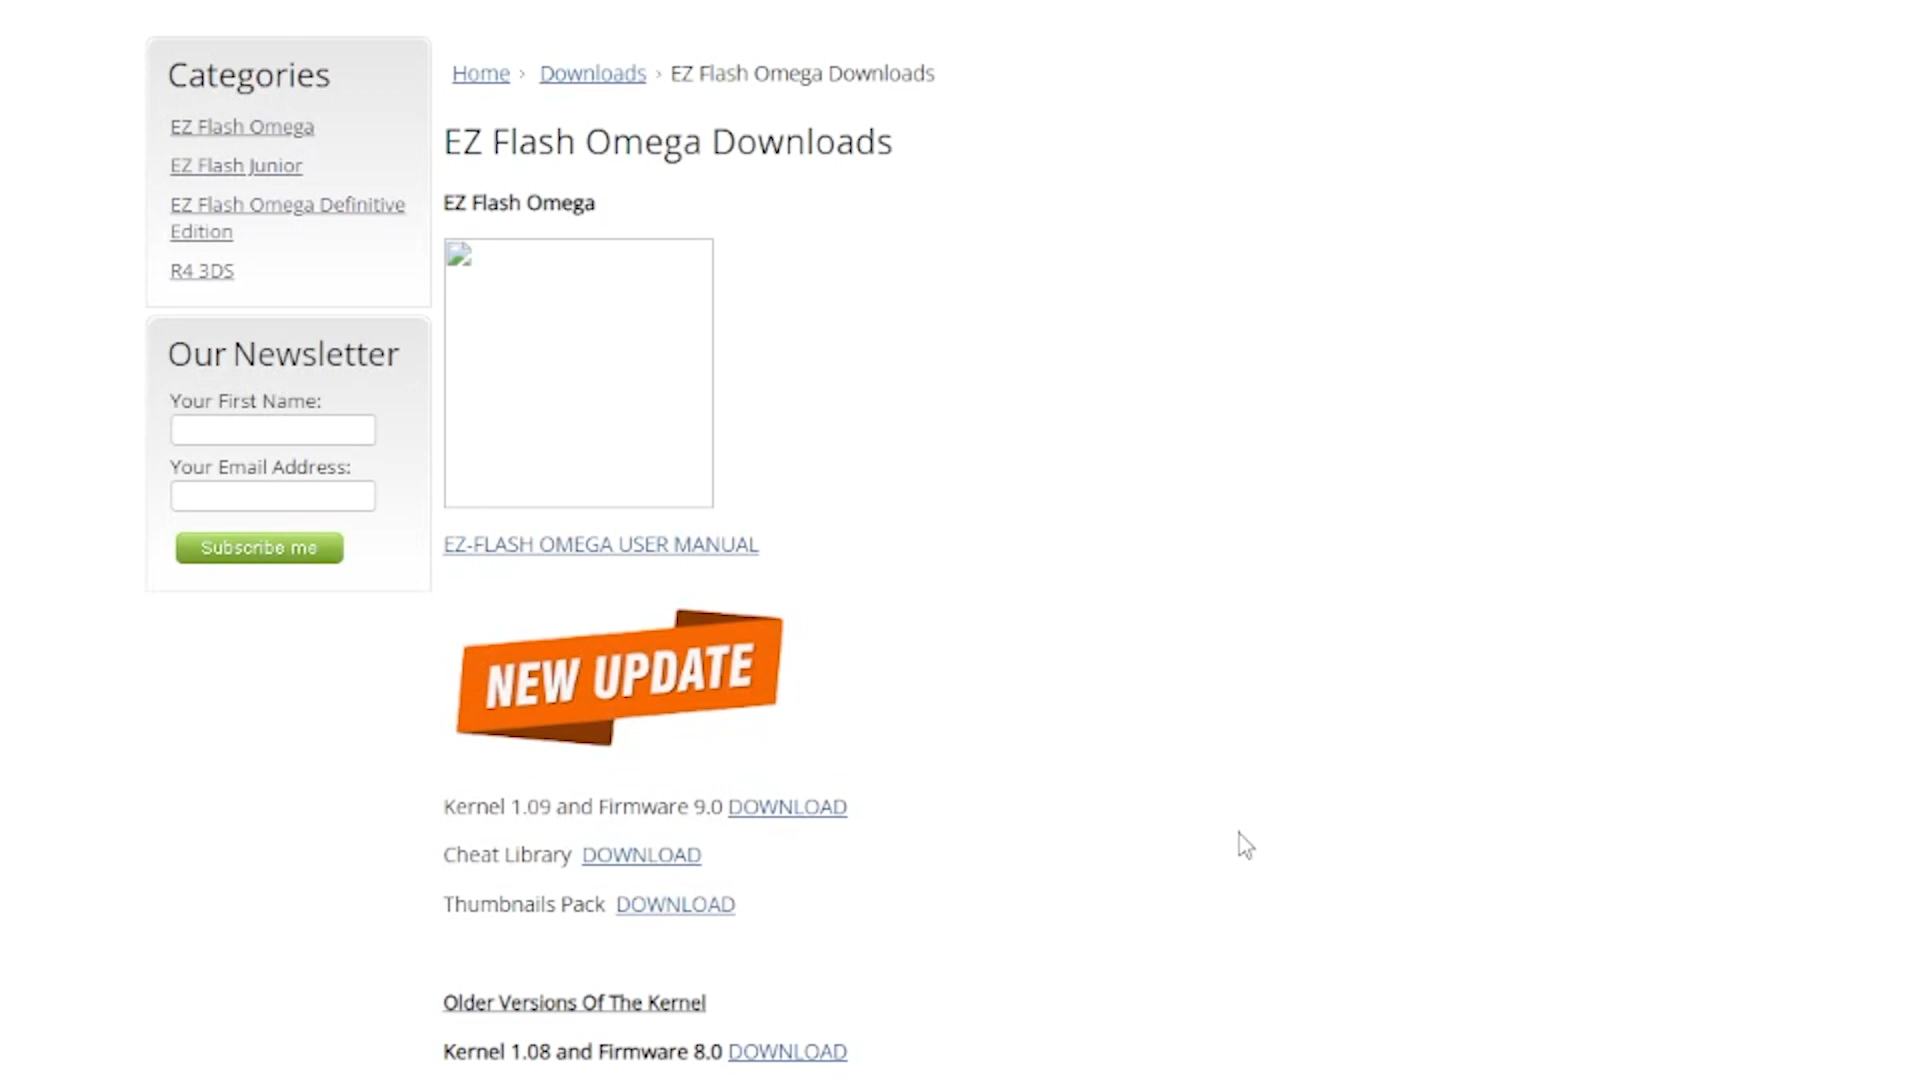 Categories
EZ Flash Omega
EZ Flash Junior
EZ Flash Omega Definitive
Edition
R4 3DS
Our Newsletter
Your First Name:
Your Email Address:
Subscribe me
Home › Downloads › EZ Flash Omega Downloads
EZ Flash Omega Downloads
EZ Flash Omega
EZ-FLASH OMEGA USER MANUAL
NEW UPDATE
Kernel 1.09 and Firmware 9.0 DOWNLOAD
Cheat Library DOWNLOAD
Thumbnails Pack DOWNLOAD
Older Versions Of The Kernel
Kernel 1.08 and Firmware 8.0 DOWNLOAD